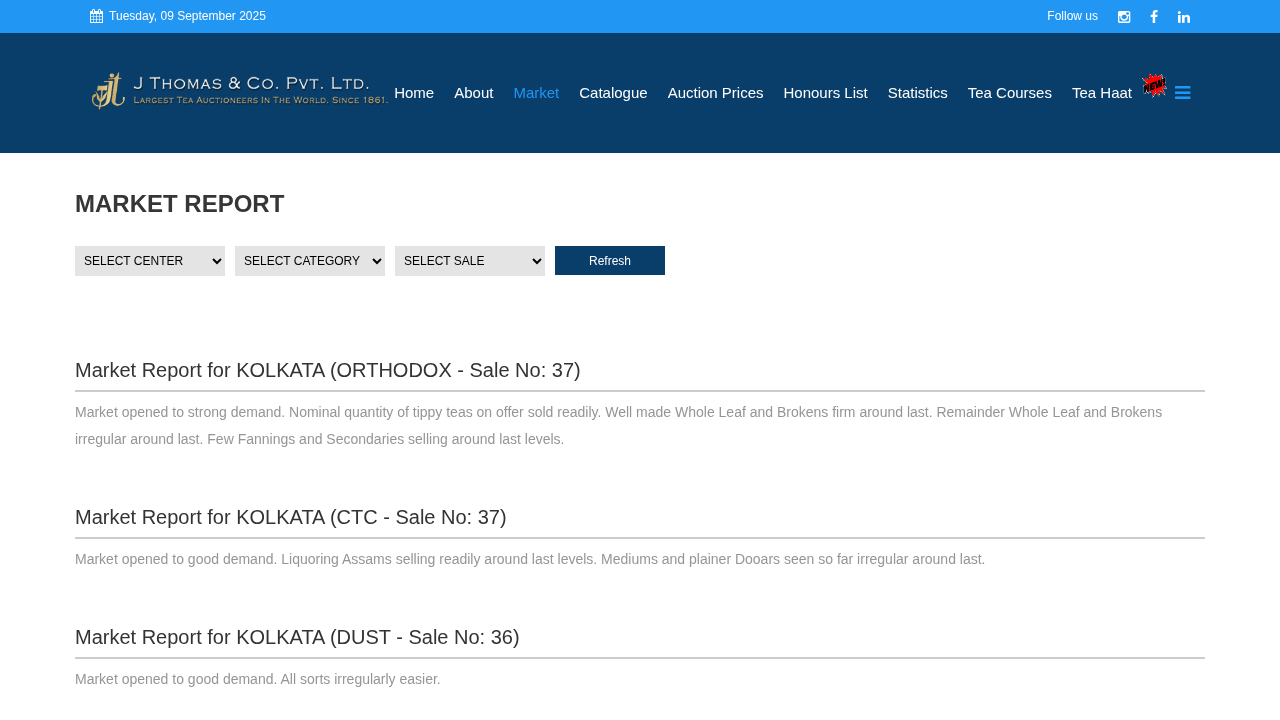 Tuesday, 09 September 2025
Follow us
J Thomas & Co. Pvt. Ltd.
Largest Tea Auctioneers In The World. Since 1861.
Home About Market Catalogue Auction Prices Honours List Statistics Tea Courses Tea Haat NEW!
MARKET REPORT
SELECT CENTER SELECT CATEGORY SELECT SALE Refresh
Market Report for KOLKATA (ORTHODOX - Sale No: 37)
Market opened to strong demand. Nominal quantity of tippy teas on offer sold readily. Well made Whole Leaf and Brokens firm around last. Remainder Whole Leaf and Brokens
irregular around last. Few Fannings and Secondaries selling around last levels.
Market Report for KOLKATA (CTC - Sale No: 37)
Market opened to good demand. Liquoring Assams selling readily around last levels. Mediums and plainer Dooars seen so far irregular around last.
Market Report for KOLKATA (DUST - Sale No: 36)
Market opened to good demand. All sorts irregularly easier.